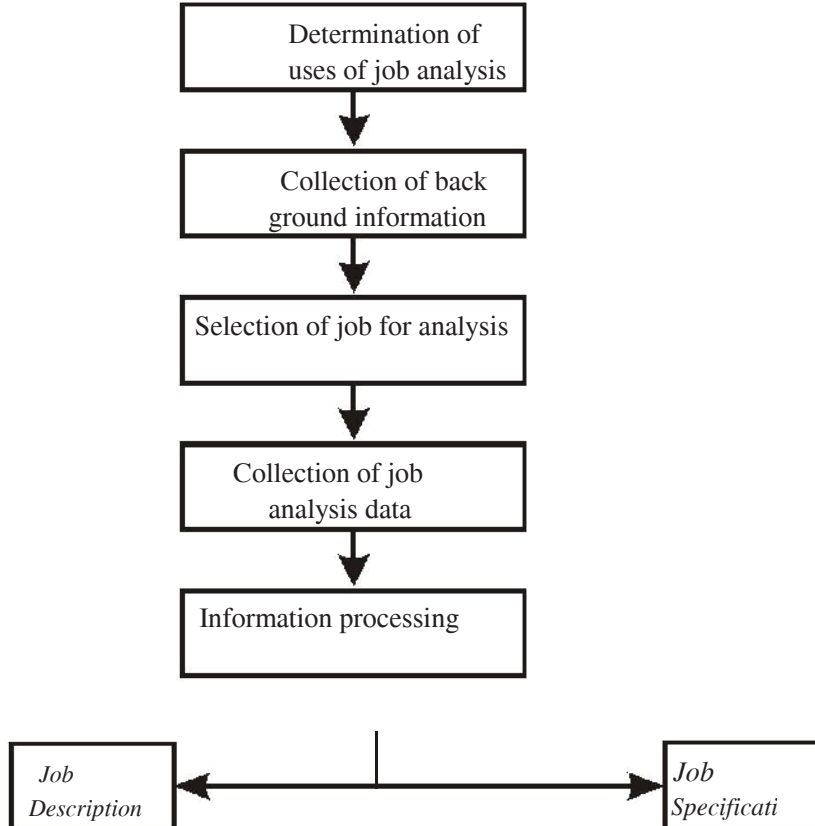 Determination of
uses of job analysis
Collection of back
ground information
Selection of job for analysis
Collection of job
analysis data
Information processing
Job
Description
Job
Specificati